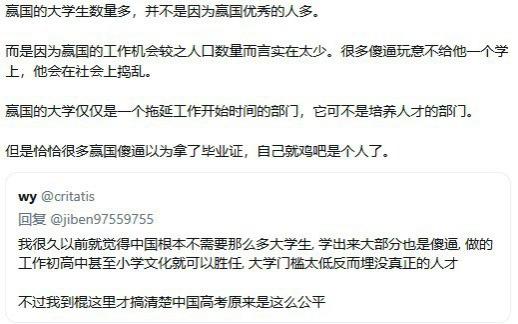 赢国的大学生数量多，并不是因为赢国优秀的人多。
而是因为赢国的工作机会较之人口数量而言实在太少。很多傻逼玩意不给他一个学
上，他会在社会上捣乱。
赢国的大学仅仅是一个拖延工作开始时间的部门，它可不是培养人才的部门。
但是恰恰很多赢国傻逼以为拿了毕业证，自己就鸡吧是个人了。
wy @critatis
回复 @jiben97559755
我很久以前就觉得中国根本不需要那么多大学生, 学出来大部分也是傻逼, 做的
工作初高中甚至小学文化就可以胜任, 大学门槛太低反而埋没真正的人才
不过我到棍这里才搞清楚中国高考原来是这么公平